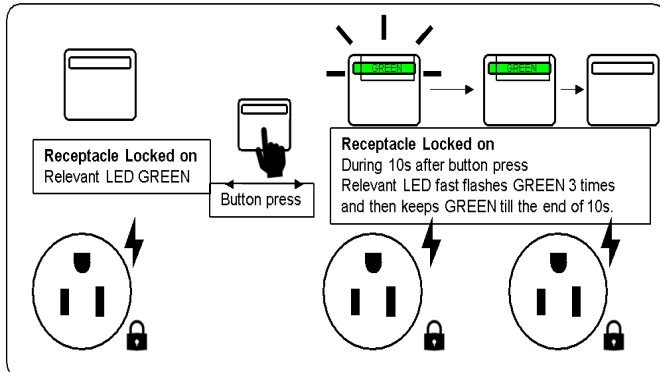 GREEN
GREEN
Receptacle Locked on
Relevant LED GREEN
Button press
Receptacle Locked on
During 10s after button press
Relevant LED fast flashes GREEN 3 times
and then keeps GREEN till the end of 10s.